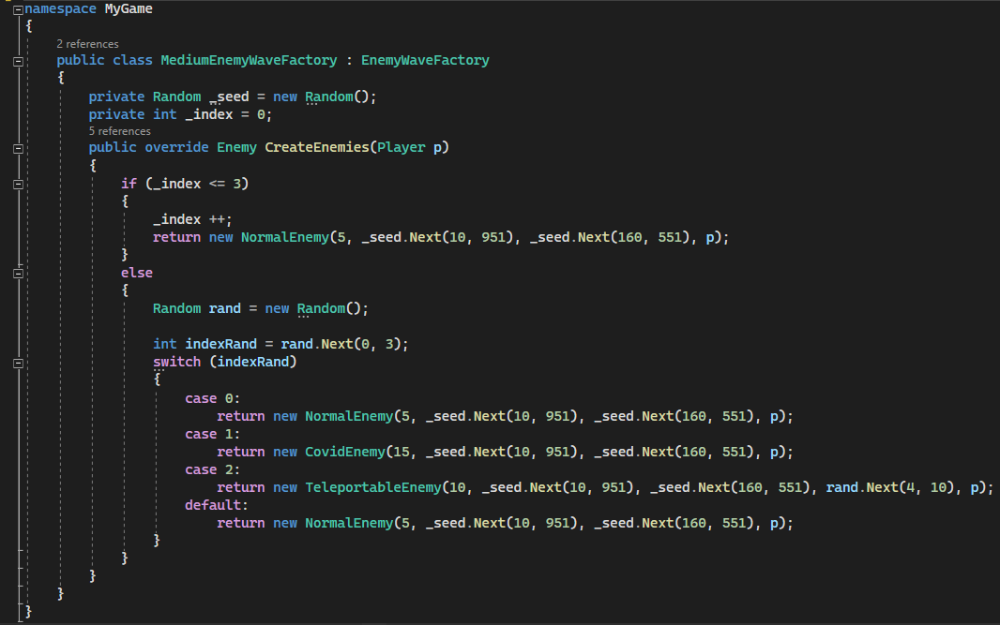 namespace MyGame
{
2 references
public class MediumEnemyWaveFactory : EnemyWaveFactory
{
private Random _seed = new Random();
private int _index = 0;
5 references
public override Enemy CreateEnemies(Player p)
{
if (_index <= 3)
{
_index ++;
return new NormalEnemy(5, _seed.Next(10, 951), _seed.Next(160, 551), p);
}
else
{
Random rand = new Random();
int indexRand = rand.Next(0, 3);
switch (indexRand)
{
case 0:
return new NormalEnemy(5, _seed.Next(10, 951), _seed.Next(160, 551), p);
case 1:
return new CovidEnemy(15, _seed.Next(10, 951), _seed.Next(160, 551), p);
case 2:
return new TeleportableEnemy(10, _seed.Next(10, 951), _seed.Next(160, 551), rand.Next(4, 10), p);
default:
return new NormalEnemy(5, _seed.Next(10, 951), _seed.Next(160, 551), p);
}
}
}
}
}